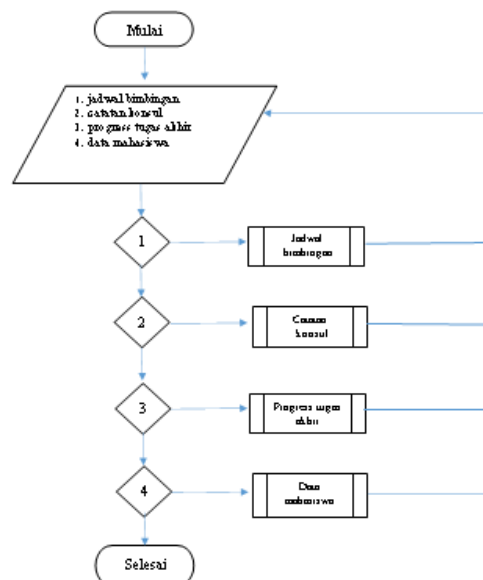 Mulai
1. jadwal bimbingan
2. catatan konsul
3. progress tugas akhir
4. data mahasiswa
1
Jadwal
bimbingan
2
Catatan
konsul
3
Progress tugas
akhir
4
Data
mahasiswa
Selesai